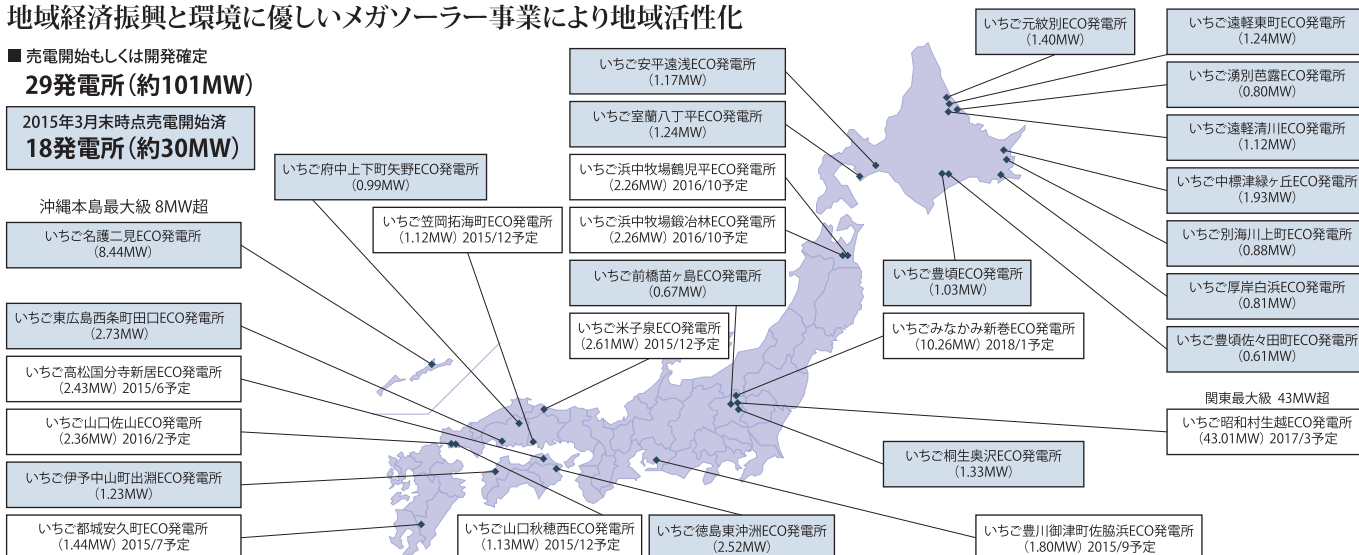 地域経済振興と環境に優しいメガソーラー事業により地域活性化
■ 売電開始もしくは開発確定
29発電所(約101MW)
2015年3月末時点売電開始済
18発電所(約30MW)
沖縄本島最大級 8MW超
いちご名護二見ECO発電所
(8.44MW)
いちご東広島西条町田口ECO発電所
(2.73MW)
いちご高松国分寺新居ECO発電所
(2.43MW) 2015/6予定
いちご山口佐山ECO発電所
(2.36MW) 2016/2予定
いちご伊予中山町出淵ECO発電所
(1.23MW)
いちご都城安久町ECO発電所
(1.44MW) 2015/7予定
いちご府中上下町矢野ECO発電所
(0.99MW)
いちご笠岡拓海町ECO発電所
(1.12MW) 2015/12予定
いちご安平遠浅ECO発電所
(1.17MW)
いちご室蘭八丁平ECO発電所
(1.24MW)
いちご浜中牧場鶴児平ECO発電所
(2.26MW) 2016/10予定
いちご浜中牧場鍛冶林ECO発電所
(2.26MW) 2016/10予定
いちご前橋苗ヶ島ECO発電所
(0.67MW)
いちご米子泉ECO発電所
(2.61MW) 2015/12予定
いちご山口秋穂西ECO発電所
(1.13MW) 2015/12予定
いちご徳島東沖洲ECO発電所
(2.52MW)
いちご豊頃ECO発電所
(1.03MW)
いちごみなかみ新巻ECO発電所
(10.26MW) 2018/1予定
いちご桐生奥沢ECO発電所
(1.33MW)
いちご豊川御津町佐脇浜ECO発電所
(1.80MW) 2015/9予定
いちご元紋別ECO発電所
(1.40MW)
いちご遠軽東町ECO発電所
(1.24MW)
いちご湧別芭露ECO発電所
(0.80MW)
いちご遠軽清川ECO発電所
(1.12MW)
いちご中標津緑ヶ丘ECO発電所
(1.93MW)
いちご別海川上町ECO発電所
(0.88MW)
いちご厚岸白浜ECO発電所
(0.81MW)
いちご豊頃佐々田町ECO発電所
(0.61MW)
関東最大級 43MW超
いちご昭和村生越ECO発電所
(43.01MW) 2017/3予定